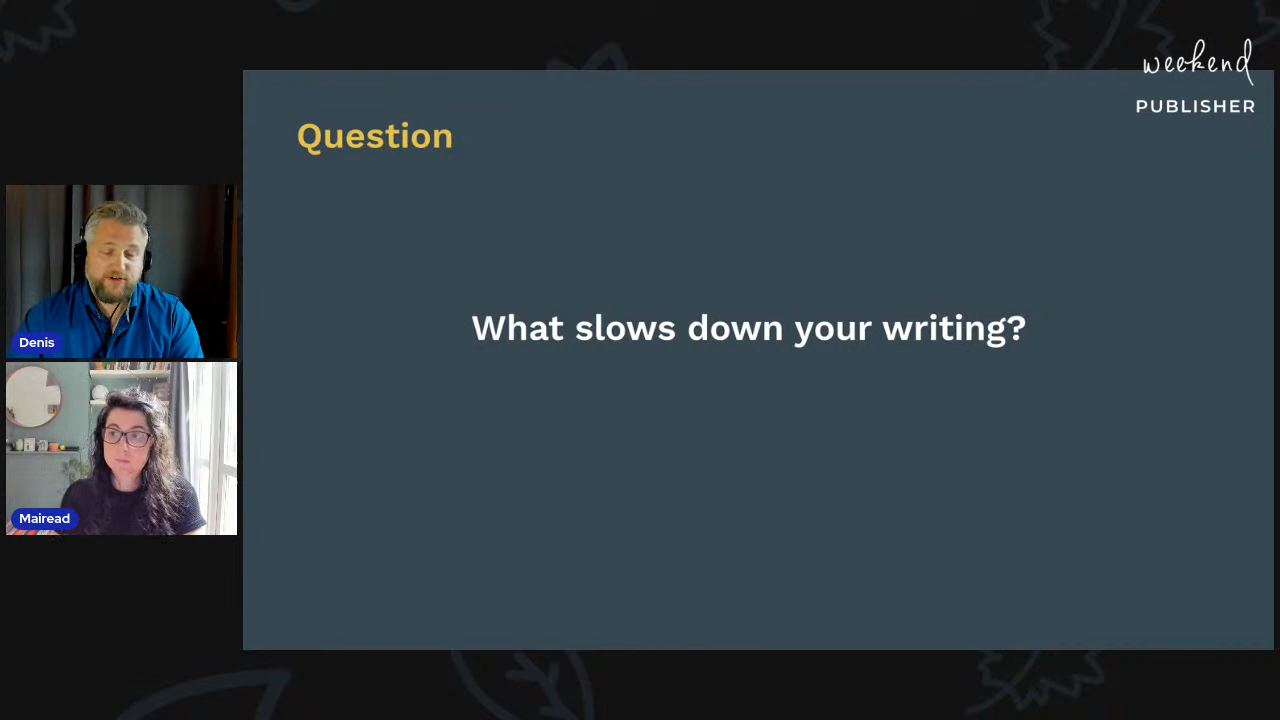 weekend
PUBLISHER
Question
What slows down your writing?
Denis
Mairead